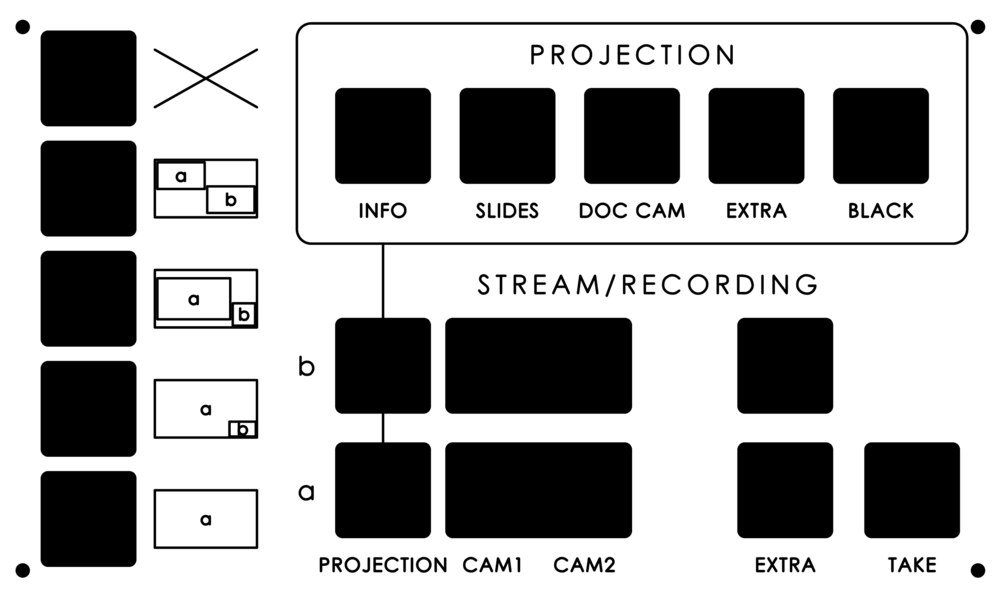 PROJECTION
INFO SLIDES DOC CAM EXTRA BLACK
a
b
a
b
a
b
a
STREAM/RECORDING
b
a
PROJECTION CAM1 CAM2 EXTRA TAKE